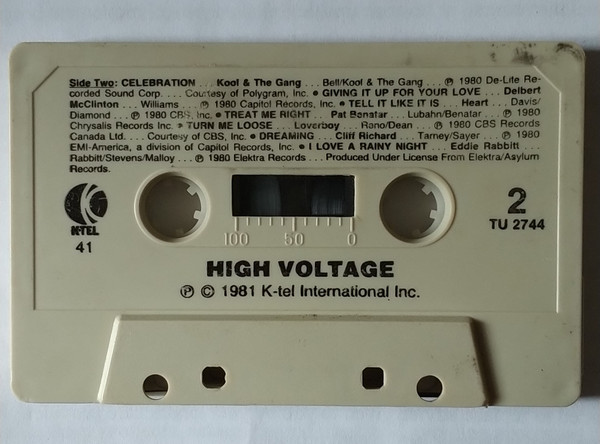 Side Two: CELEBRATION . . . Kool & The Gang . . . Bell/Kool & The Gang . . . ℗ 1980 De-Lite Re-
corded Sound Corp. . . . Courtesy of Polygram, Inc. • GIVING IT UP FOR YOUR LOVE . . . Delbert
McClinton . . . Williams . . . ℗ 1980 Capitol Records, Inc. • TELL IT LIKE IT IS . . . Heart . . . Davis/
Diamond . . . ℗ 1980 CBS, Inc. • TREAT ME RIGHT . . Pat Benatar . . . Lubahn/Benatar . . . ℗ 1980
Chrysalis Records Inc. • TURN ME LOOSE . . Loverboy . . Rono/Dean . . . ℗ 1980 CBS Records
Canada Ltd. . . . Courtesy of CBS, Inc. • DREAMING . . . Cliff Richard . . . Tarney/Sayer . . . ℗ 1980
EMI-America, a division of Capitol Records, Inc. • I LOVE A RAINY NIGHT . . . Eddie Rabbitt . . .
Rabbitt/Stevens/Malloy . . . ℗ 1980 Elektra Records . . . Produced Under License From Elektra/Asylum
Records.
K-TEL
41
2
TU 2744
100 50 0
HIGH VOLTAGE
℗ © 1981 K-tel International Inc.